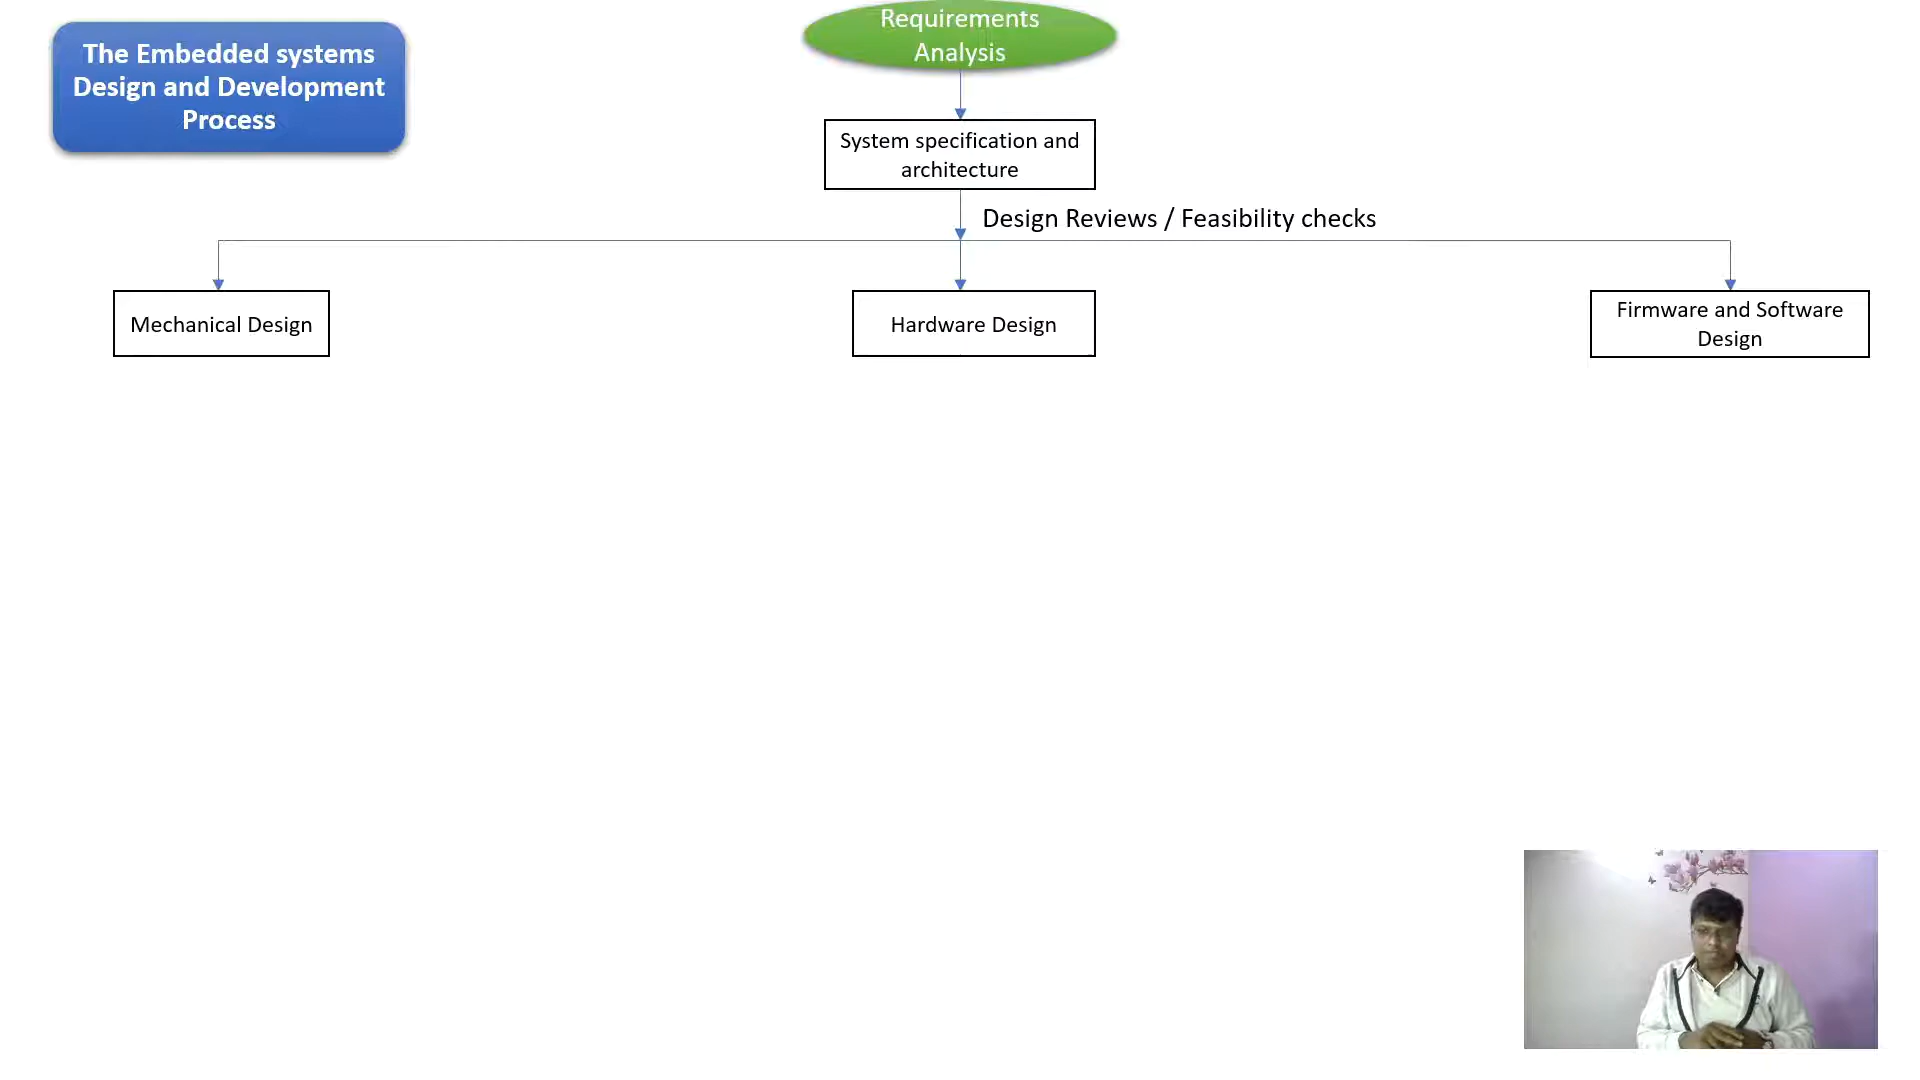 The Embedded systems
Design and Development
Process
Requirements
Analysis
System specification and
architecture
Design Reviews / Feasibility checks
Mechanical Design
Hardware Design
Firmware and Software
Design